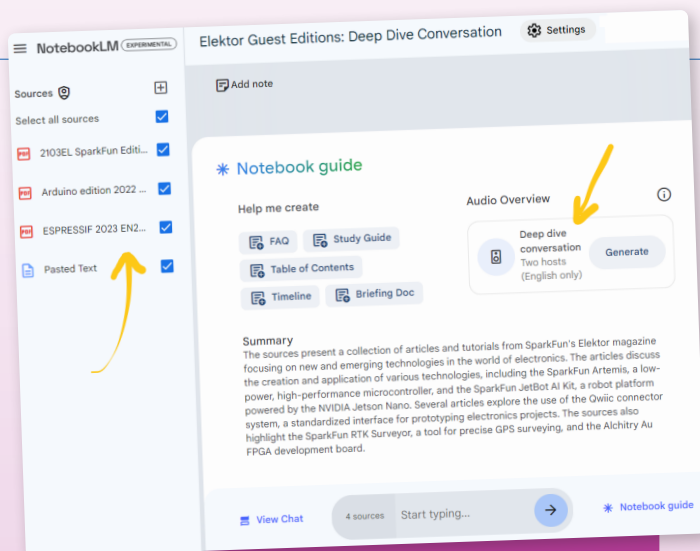 NotebookLM EXPERIMENTAL
Elektor Guest Editions: Deep Dive Conversation
Settings
Sources
Select all sources
PDF 2103EL SparkFun Editi...
PDF Arduino edition 2022 ...
PDF ESPRESSIF 2023 EN2...
Pasted Text
Add note
Notebook guide
Help me create
FAQ
Study Guide
Table of Contents
Timeline
Briefing Doc
Audio Overview
Deep dive
conversation
Two hosts
(English only)
Generate
Summary
The sources present a collection of articles and tutorials from SparkFun's Elektor magazine
focusing on new and emerging technologies in the world of electronics. The articles discuss
the creation and application of various technologies, including the SparkFun Artemis, a low-
power, high-performance microcontroller, and the SparkFun JetBot AI Kit, a robot platform
powered by the NVIDIA Jetson Nano. Several articles explore the use of the Qwiic connector
system, a standardized interface for prototyping electronics projects. The sources also
highlight the SparkFun RTK Surveyor, a tool for precise GPS surveying, and the Alchitry Au
FPGA development board.
View Chat
4 sources
Start typing...
Notebook guide